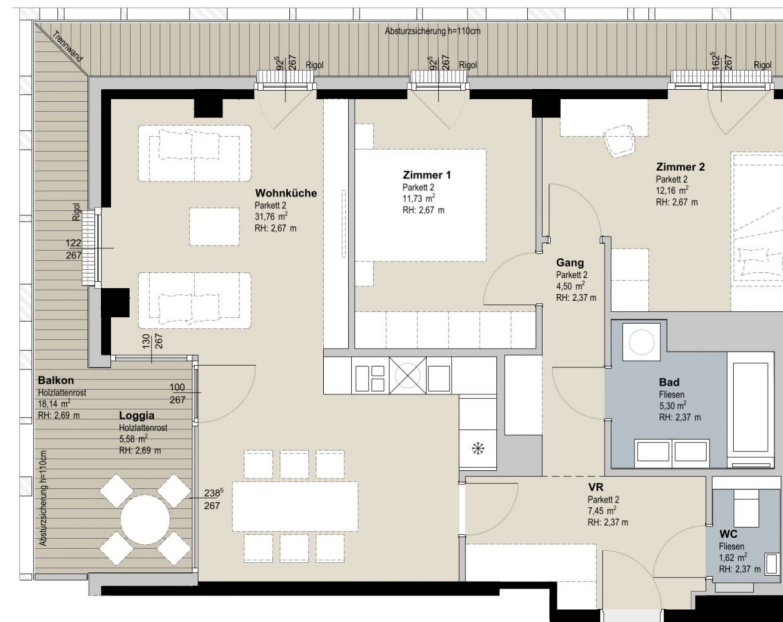 Absturzsicherung h=110cm
Trennwand
92⁵
267
Rigol
92⁵
267
Rigol
162⁵
267
Rigol
Wohnküche
Parkett 2
31,76 m²
RH: 2,67 m
Zimmer 1
Parkett 2
11,73 m²
RH: 2,67 m
Zimmer 2
Parkett 2
12,16 m²
RH: 2,67 m
Rigol
122
267
Gang
Parkett 2
4,50 m²
RH: 2,37 m
130
267
Balkon
Holzlattenrost
18,14 m²
RH: 2,69 m
100
267
Loggia
Holzlattenrost
5,58 m²
RH: 2,69 m
Bad
Fliesen
5,30 m²
RH: 2,37 m
Absturzsicherung h=110cm
238⁵
267
VR
Parkett 2
7,45 m²
RH: 2,37 m
WC
Fliesen
1,62 m²
RH: 2,37 m